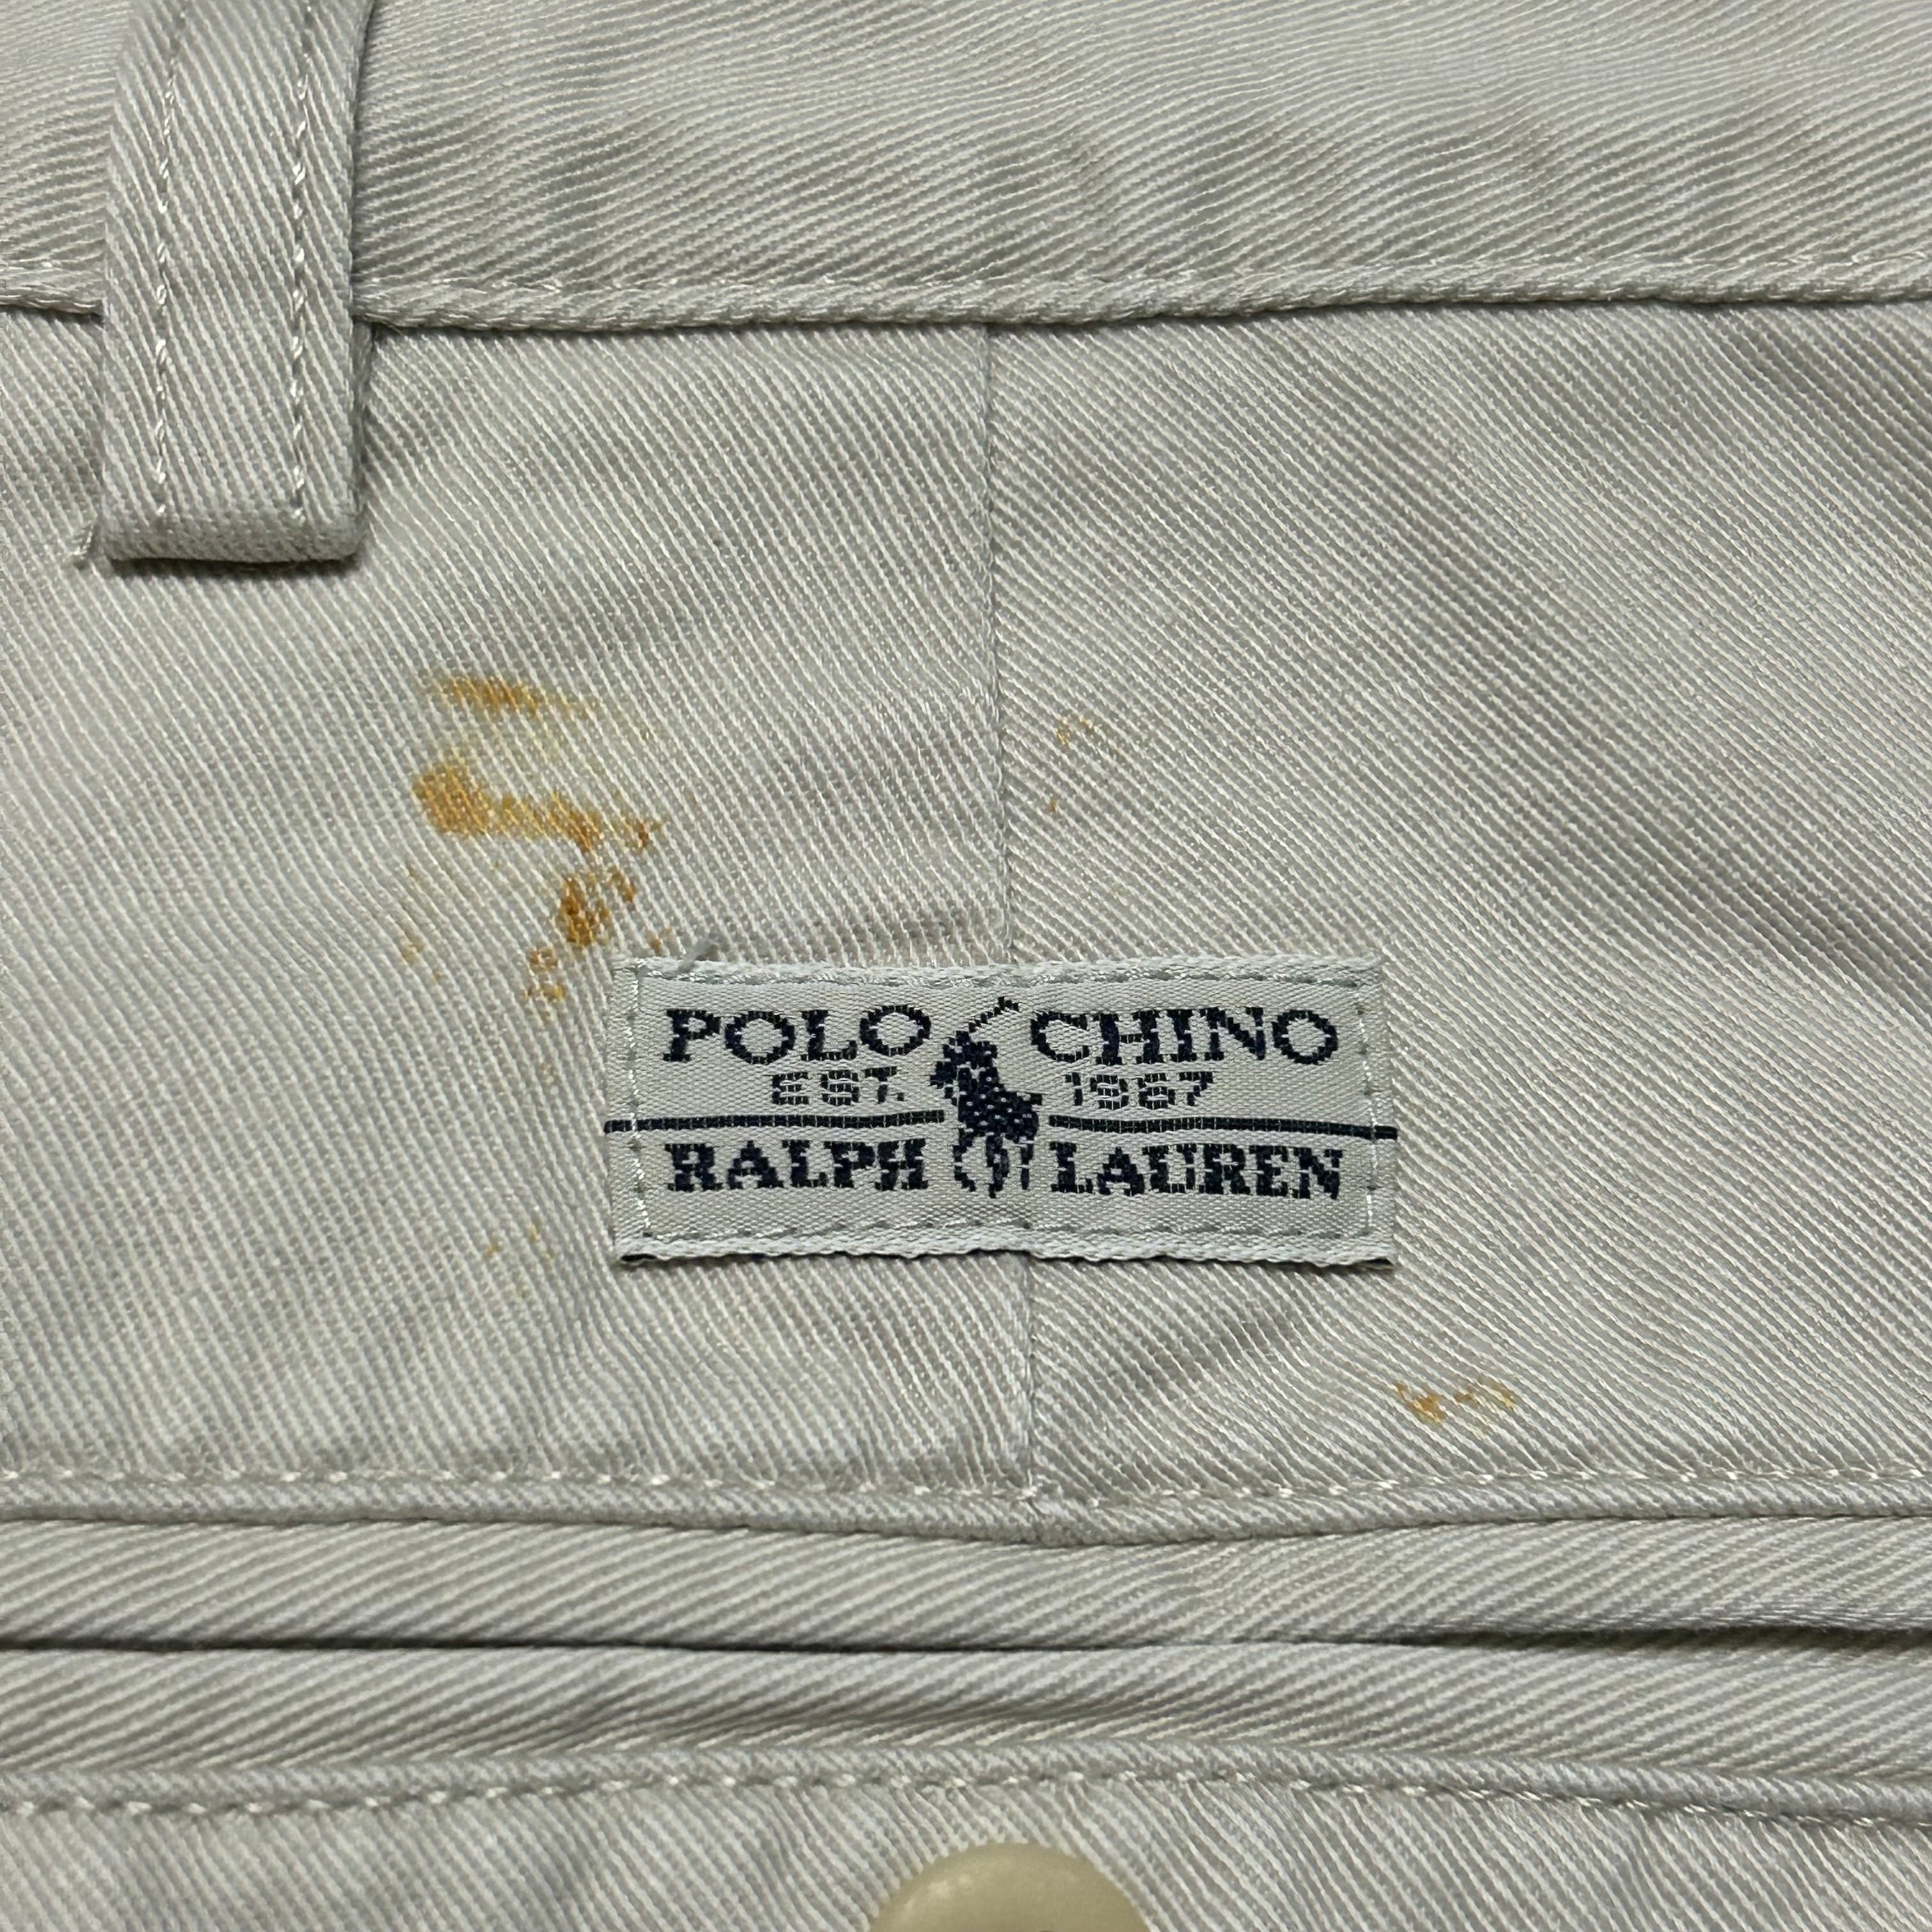 POLO CHINO
EST. 1967
RALPH LAUREN